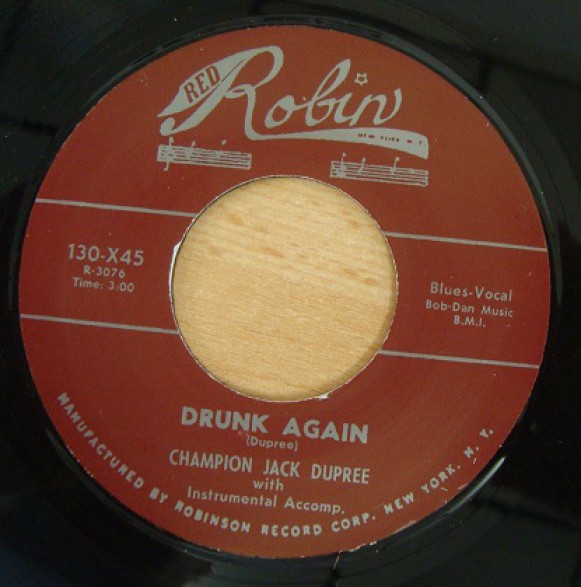 RED
Robin
NEW YORK N.Y.
130-X45
R-3076
Time: 3:00
Blues-Vocal
Bob-Dan Music
B.M.I.
DRUNK AGAIN
(Dupree)
CHAMPION JACK DUPREE
with
Instrumental Accomp.
MANUFACTURED BY ROBINSON RECORD CORP. NEW YORK. N. Y.